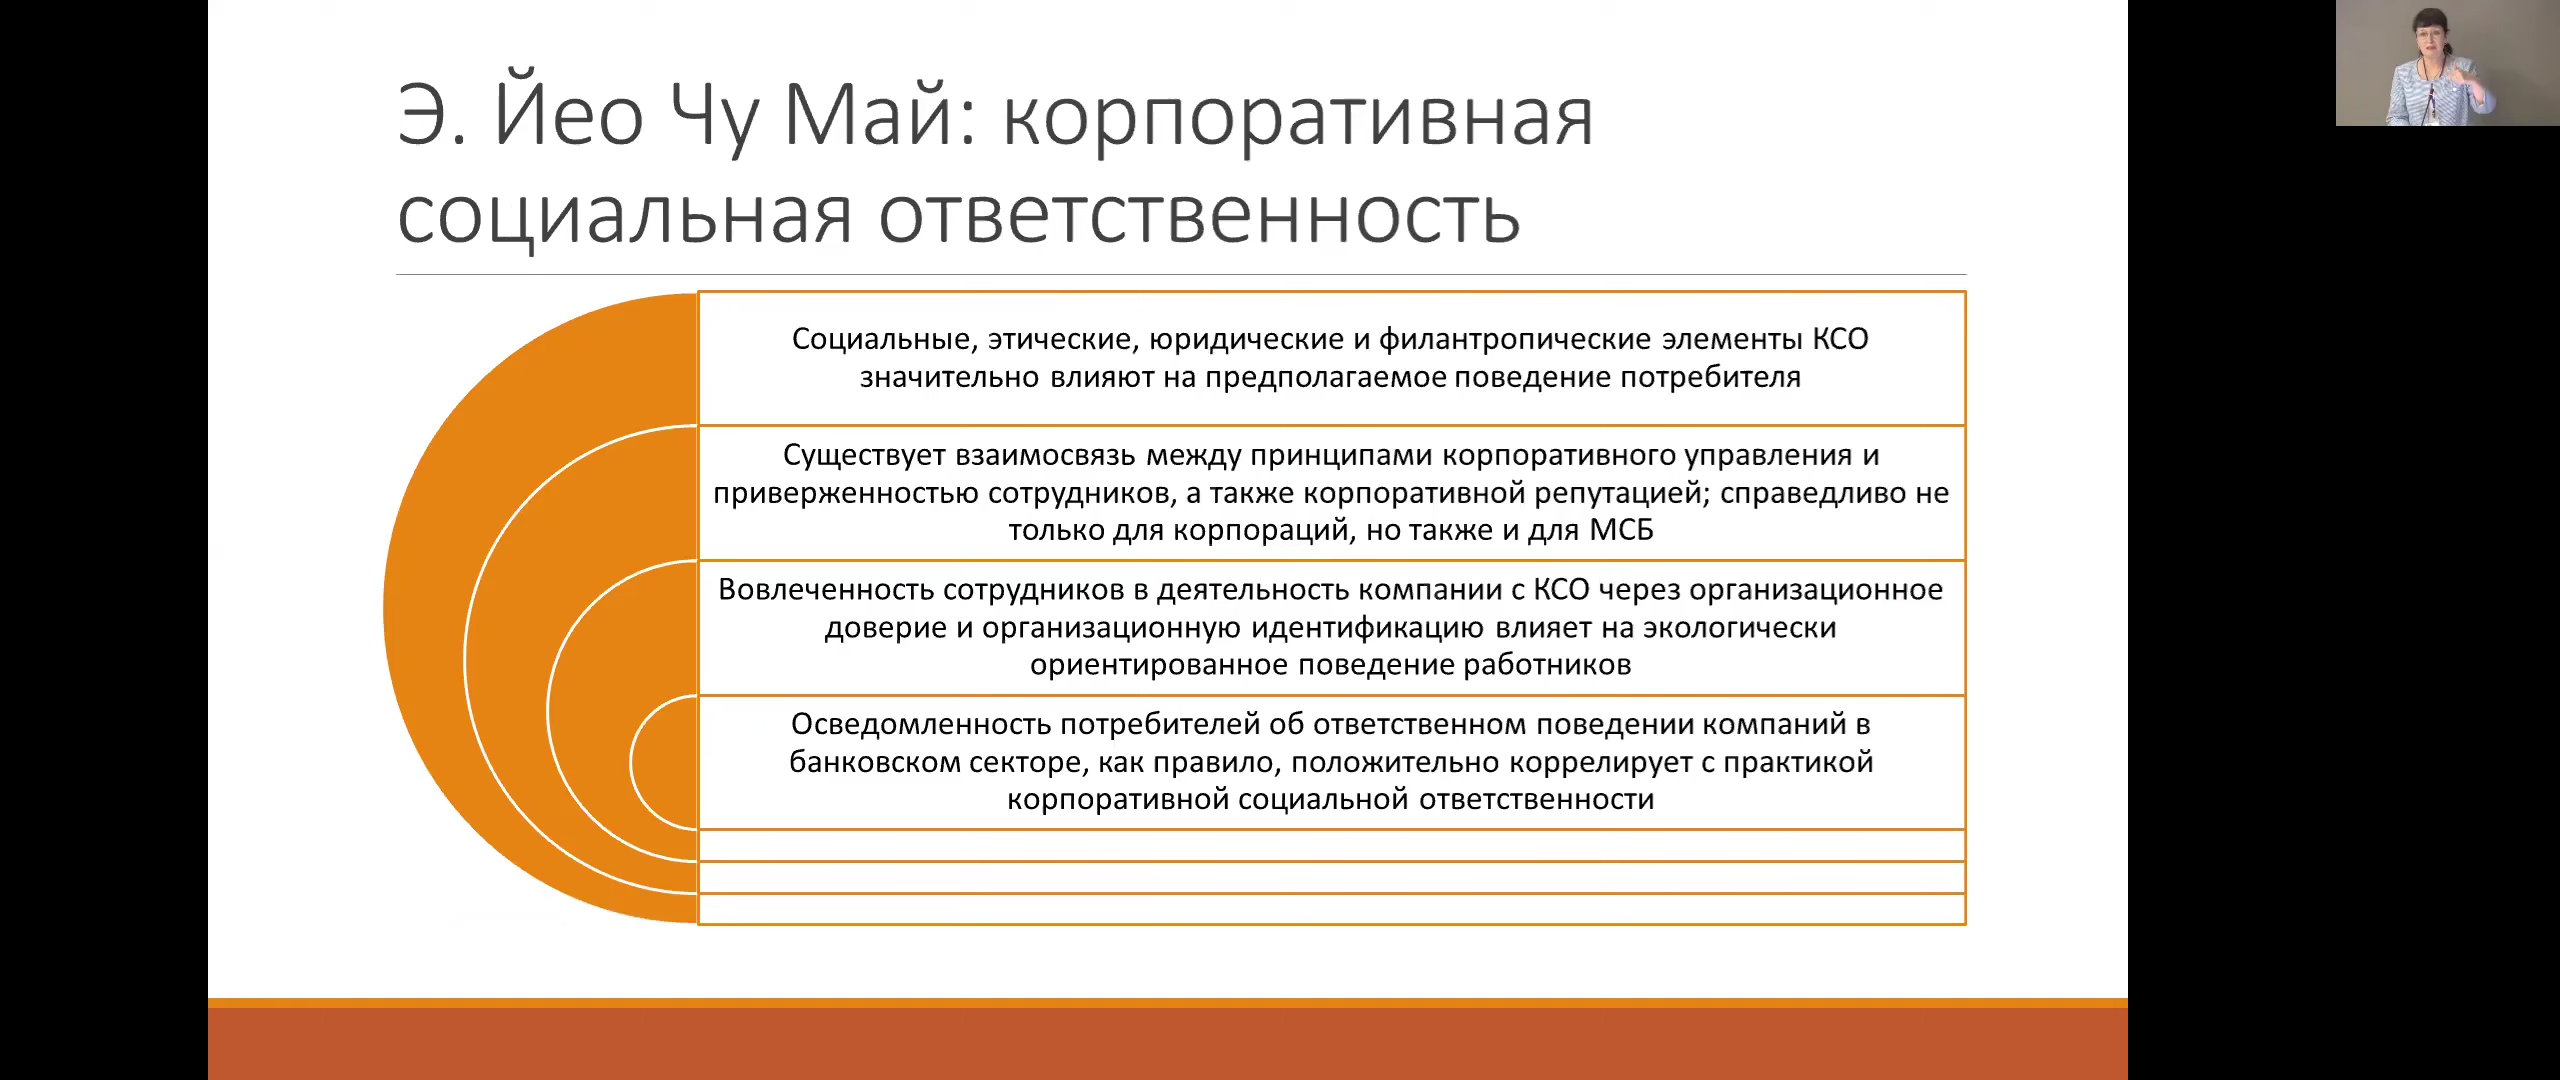 Э. Йео Чу Май: корпоративная
социальная ответственность
Социальные, этические, юридические и филантропические элементы КСО
значительно влияют на предполагаемое поведение потребителя
Существует взаимосвязь между принципами корпоративного управления и
приверженностью сотрудников, а также корпоративной репутацией; справедливо не
только для корпораций, но также и для МСБ
Вовлеченность сотрудников в деятельность компании с КСО через организационное
доверие и организационную идентификацию влияет на экологически
ориентированное поведение работников
Осведомленность потребителей об ответственном поведении компаний в
банковском секторе, как правило, положительно коррелирует с практикой
корпоративной социальной ответственности